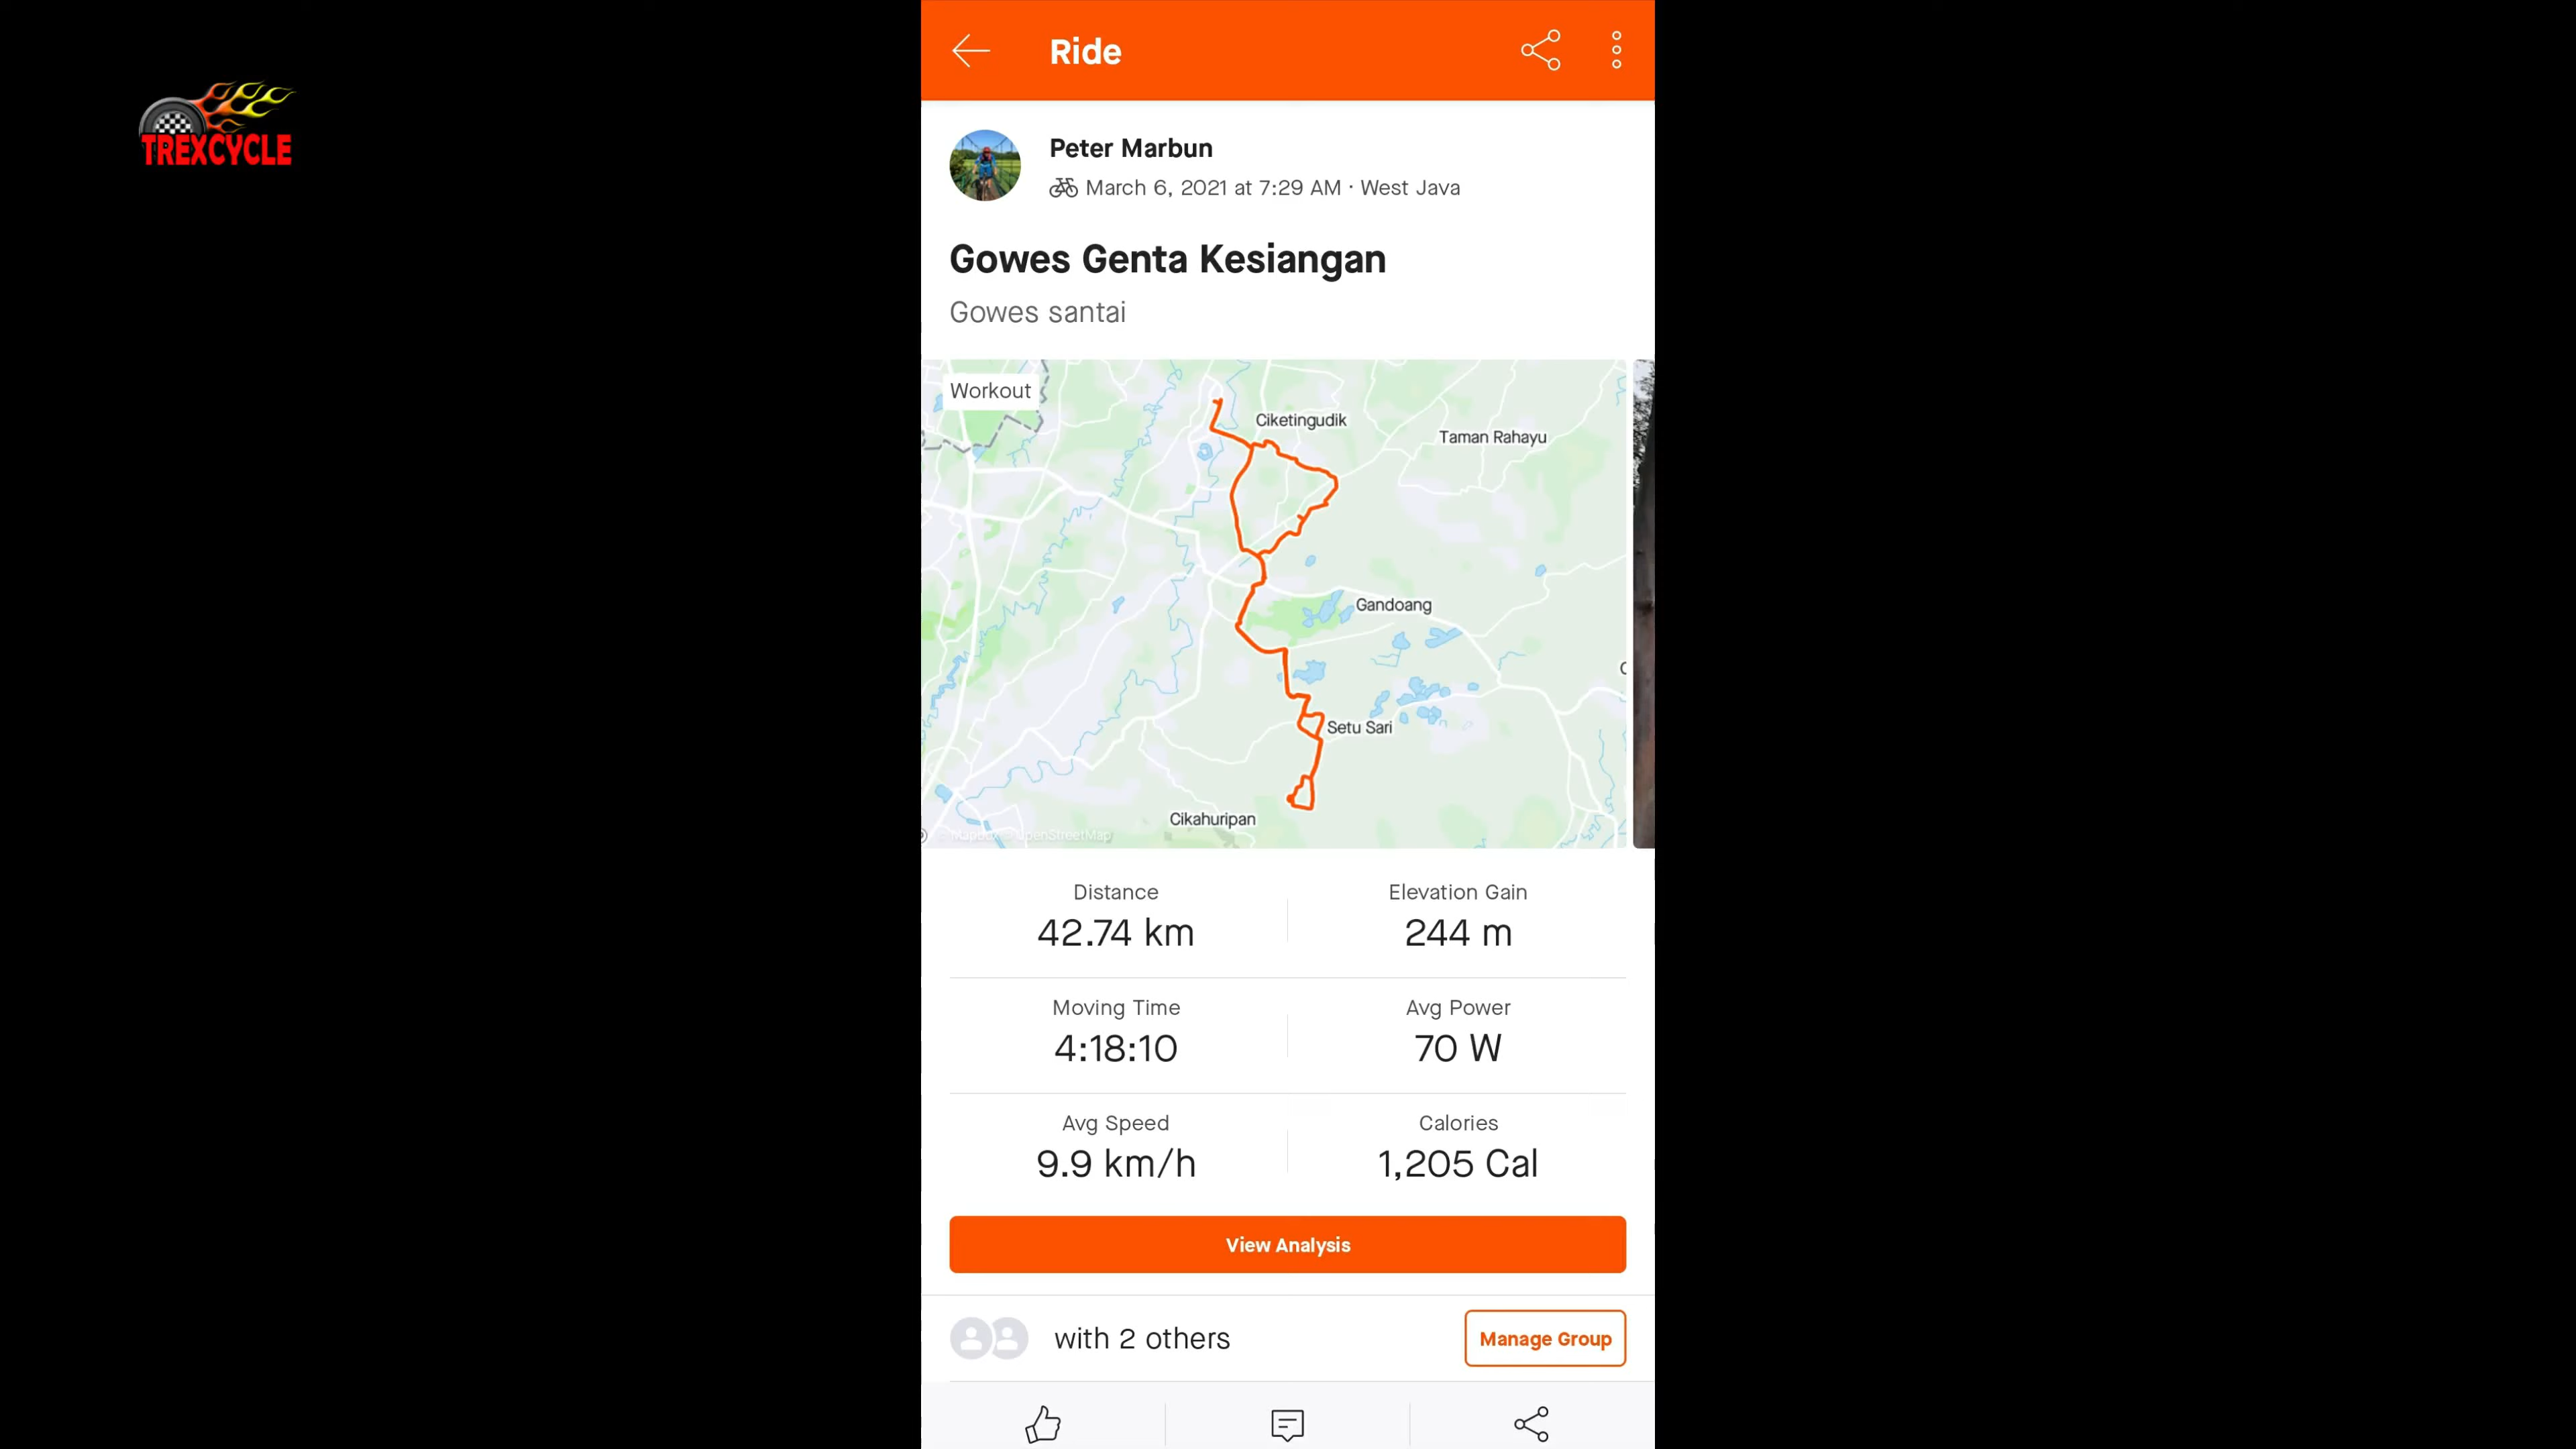 Ride
TREXCYCLE
Peter Marbun
March 6, 2021 at 7:29 AM · West Java
Gowes Genta Kesiangan
Gowes santai
Workout
Ciketingudik
Taman Rahayu
Gandoang
Setu Sari
Cikahuripan
© Mapbox © OpenStreetMap
Distance
Elevation Gain
42.74 km
244 m
Moving Time
Avg Power
4:18:10
70 W
Avg Speed
Calories
9.9 km/h
1,205 Cal
View Analysis
with 2 others
Manage Group